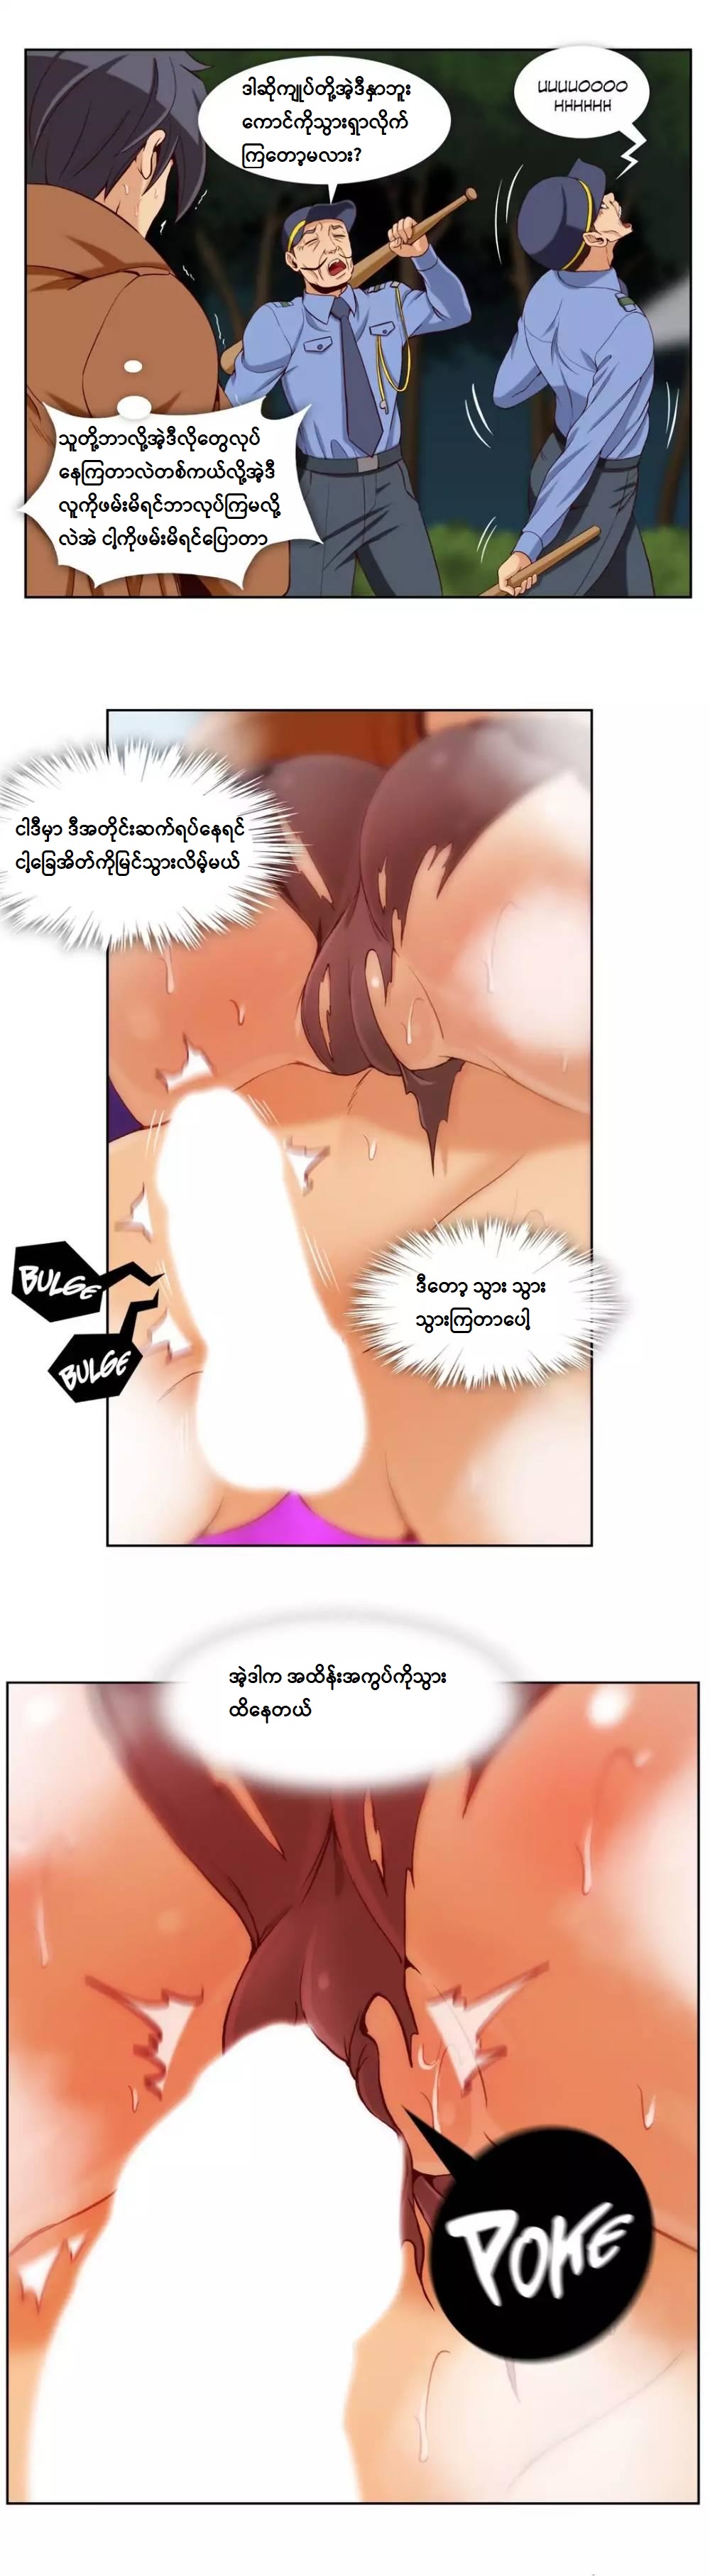 ဒါဆိုကျုပ်တို့အဲ့ဒီနှာဘူး
ကောင်ကိုသွားရှာလိုက်
ကြတော့မလား?
UUUUOOOO
HHHHHH
သူတို့ဘာလို့အဲ့ဒီလိုတွေလုပ်
နေကြတာလဲတစ်ကယ်လို့အဲ့ဒီ
လူကိုဖမ်းမိရင်ဘာလုပ်ကြမလို့
လဲအဲ ငါ့ကိုဖမ်းမိရင်ပြောတာ
ငါဒီမှာ ဒီအတိုင်းဆက်ရပ်နေရင်
ငါ့ခြေအိတ်ကိုမြင်သွားလိမ့်မယ်
BULGE
BULGE
ဒီတော့ သွား သွား
သွားကြတာပေါ့
အဲ့ဒါက အထိန်းအကွပ်ကိုသွား
ထိနေတယ်
POKE